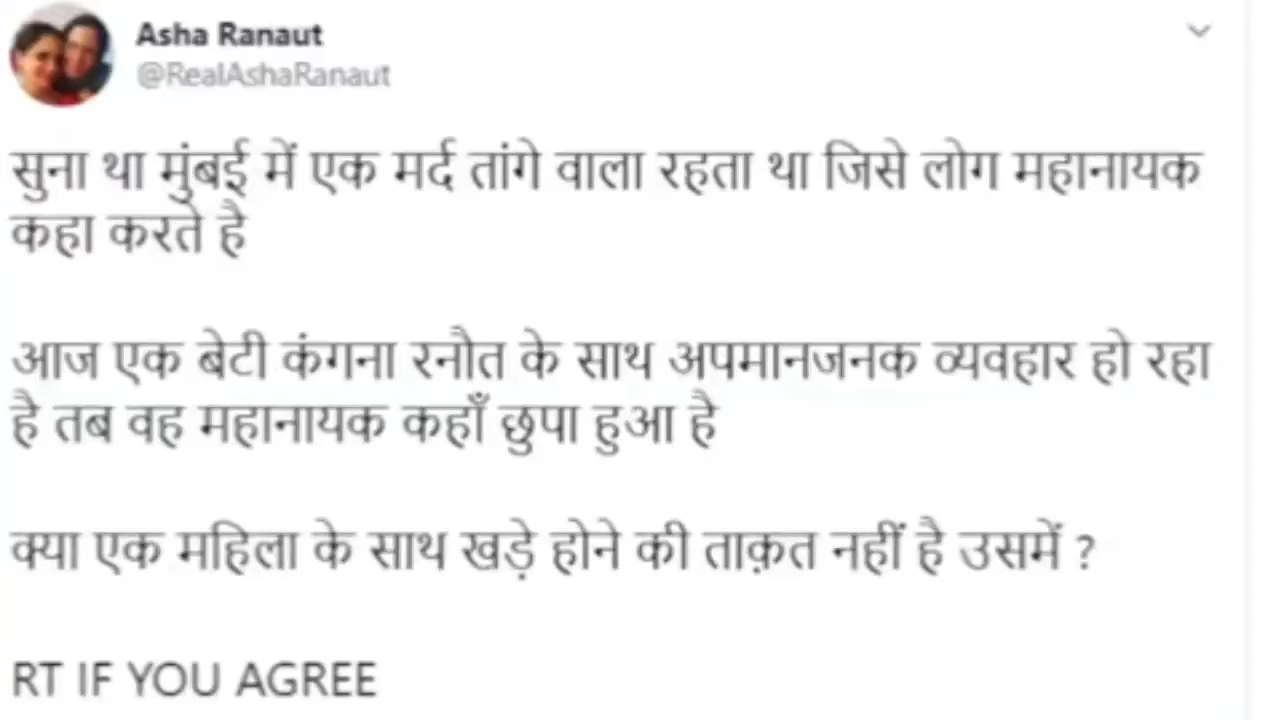 Asha Ranaut
@RealAshaRanaut
सुना था मुंबई में एक मर्द तांगे वाला रहता था जिसे लोग महानायक
कहा करते है
आज एक बेटी कंगना रनौत के साथ अपमानजनक व्यवहार हो रहा
है तब वह महानायक कहाँ छुपा हुआ है
क्या एक महिला के साथ खड़े होने की ताक़त नहीं है उसमें ?
RT IF YOU AGREE